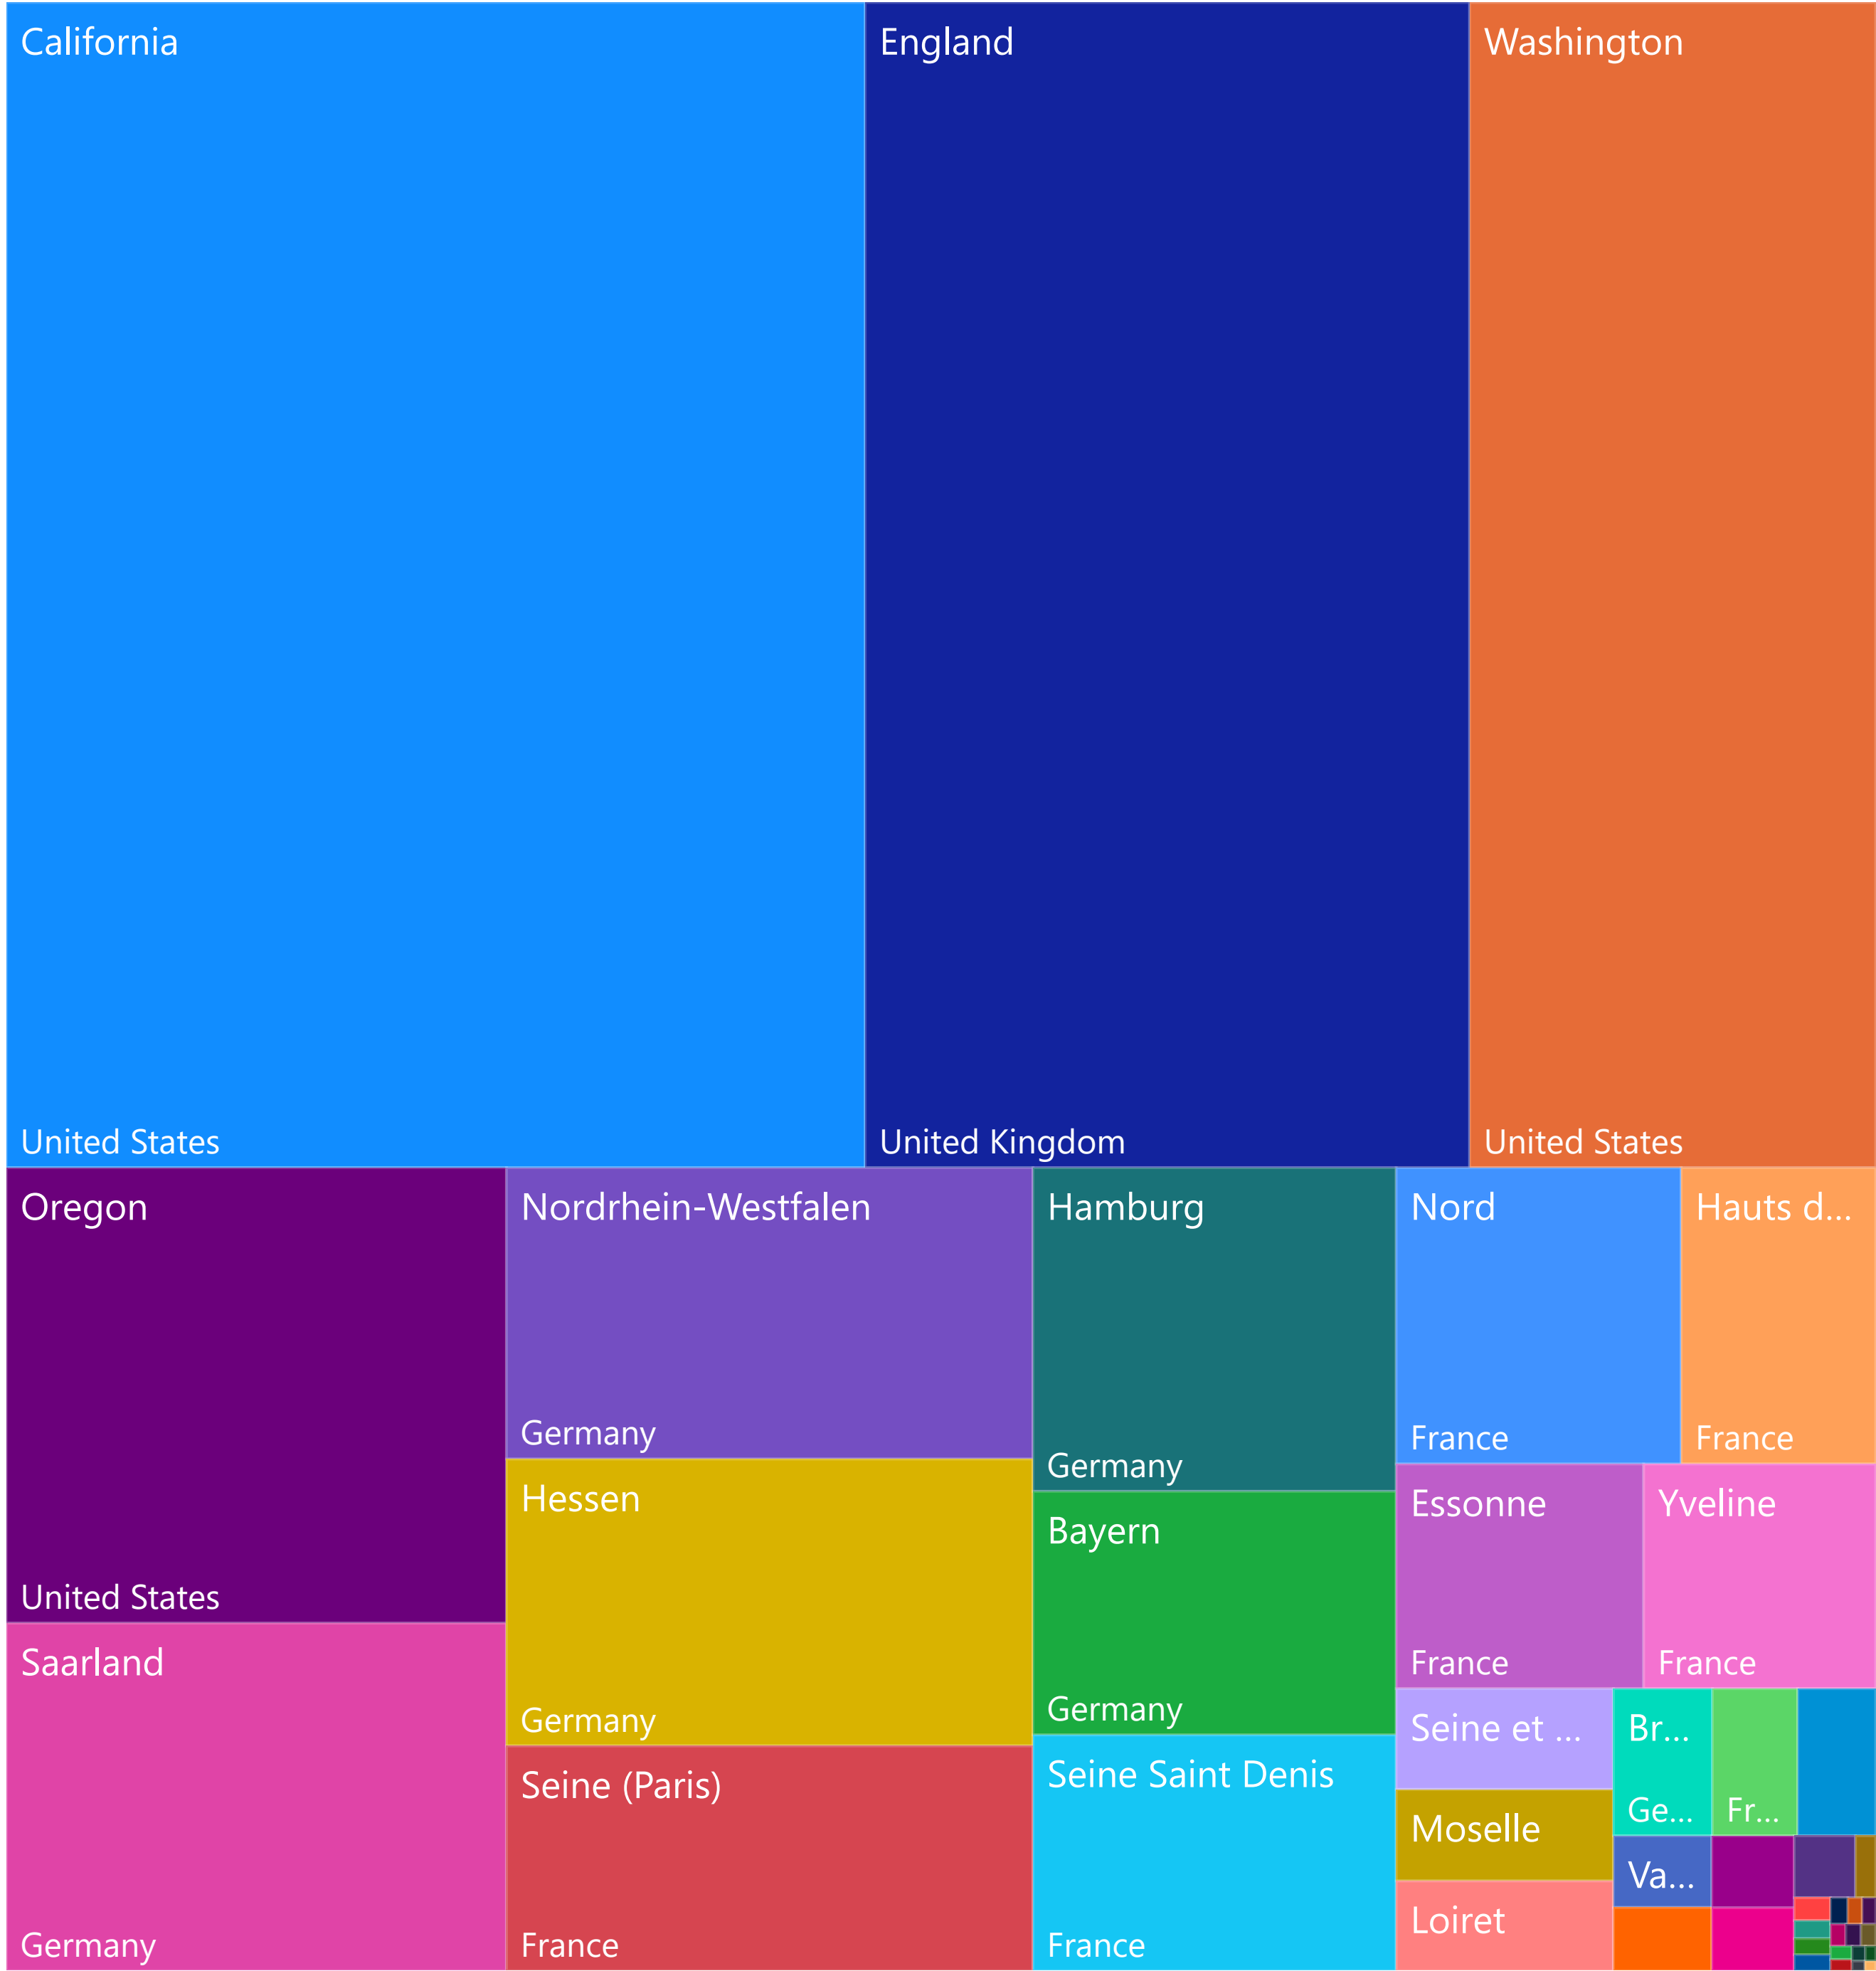 California
United States
England
United Kingdom
Washington
United States
Oregon
United States
Saarland
Germany
Nordrhein-Westfalen
Germany
Hessen
Germany
Seine (Paris)
France
Hamburg
Germany
Bayern
Germany
Seine Saint Denis
France
Nord
France
Hauts d...
France
Essonne
France
Yveline
France
Seine et ...
Moselle
Loiret
Br...
Ge...
Fr...
Va...